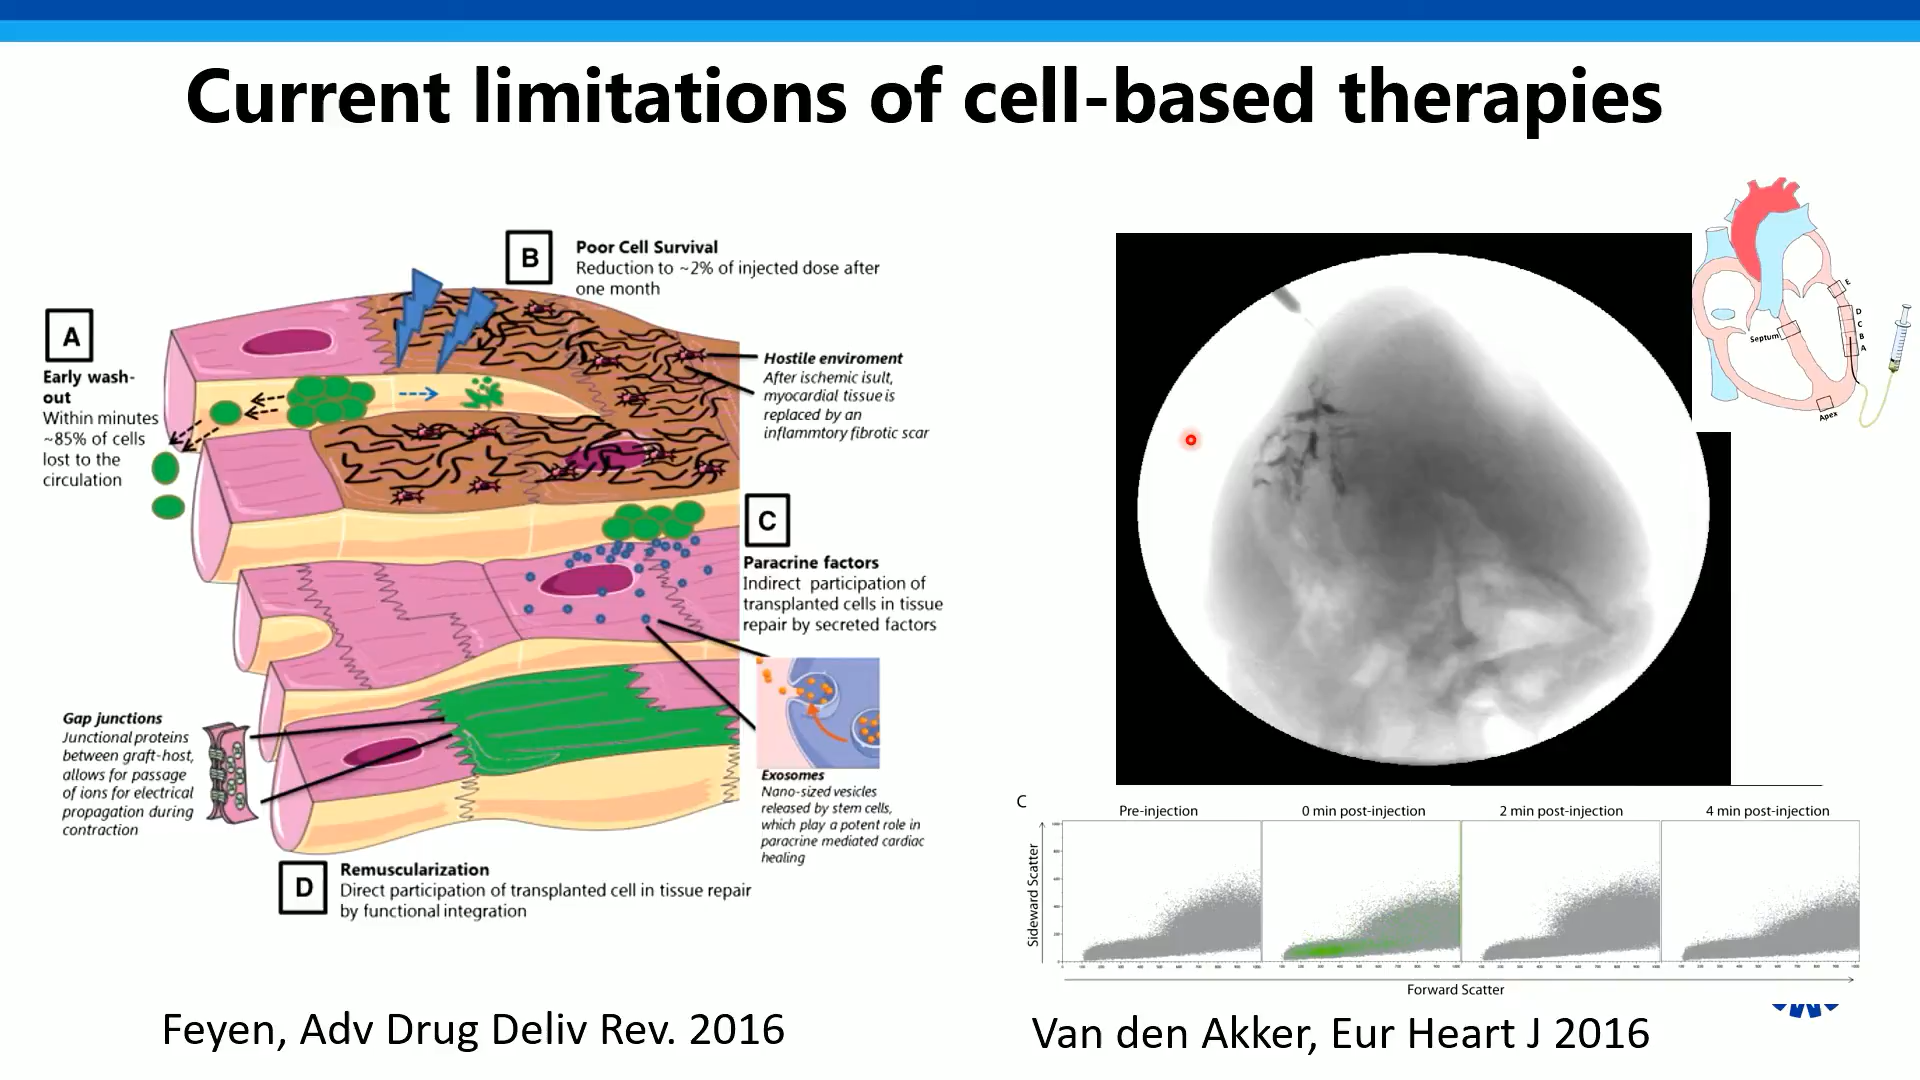 Current limitations of cell-based therapies
A
Early wash-
out
Within minutes
~85% of cells
lost to the
circulation
B
Poor Cell Survival
Reduction to ~2% of injected dose after
one month
Hostile enviroment
After ischemic isult,
myocardial tissue is
replaced by an
inflammtory fibrotic scar
C
Paracrine factors
Indirect participation of
transplanted cells in tissue
repair by secreted factors
Exosomes
Nano-sized vesicles
released by stem cells,
which play a potent role in
paracrine mediated cardiac
healing
Gap junctions
Junctional proteins
between graft-host,
allows for passage
of ions for electrical
propagation during
contraction
D
Remuscularization
Direct participation of transplanted cell in tissue repair
by functional integration
Feyen, Adv Drug Deliv Rev. 2016
E
D
C
B
A
Septum
Apex
C
Pre-injection
0 min post-injection
2 min post-injection
4 min post-injection
Sideward Scatter
Forward Scatter
Van den Akker, Eur Heart J 2016